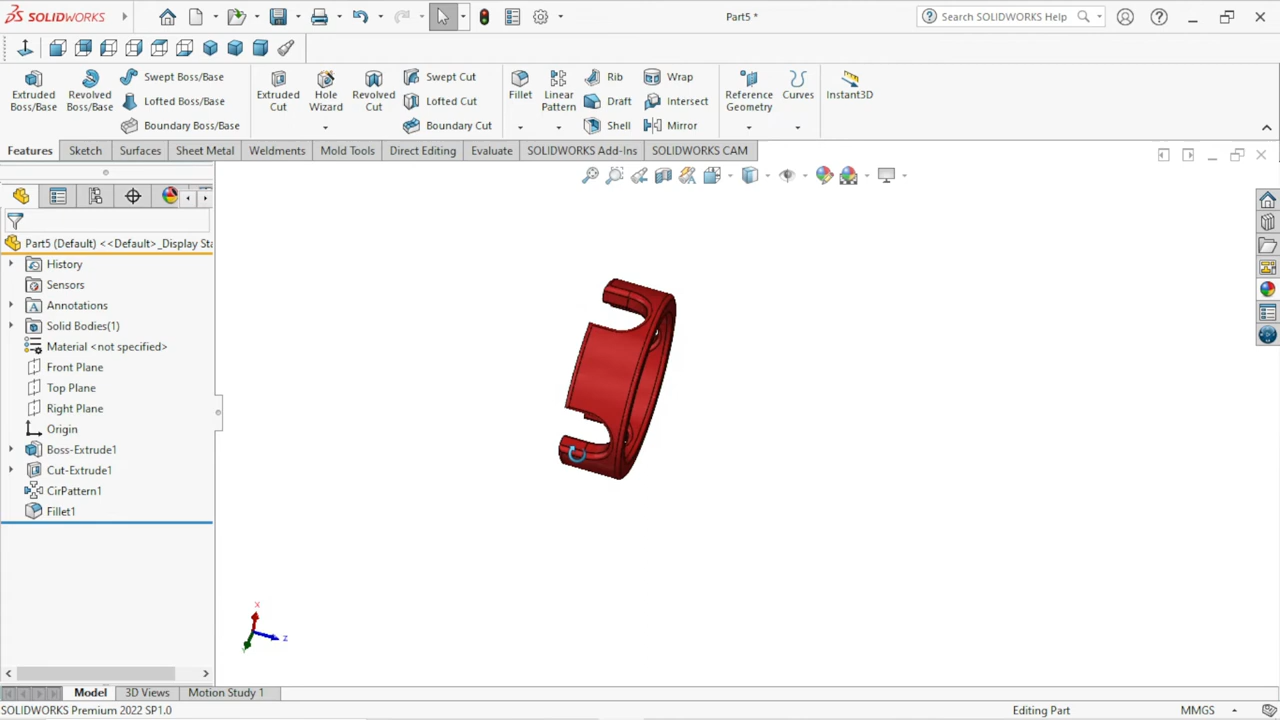 SOLIDWORKS
Part5 *
Search SOLIDWORKS Help
Extruded Boss/Base
Revolved Boss/Base
Swept Boss/Base
Lofted Boss/Base
Boundary Boss/Base
Extruded Cut
Hole Wizard
Revolved Cut
Swept Cut
Lofted Cut
Boundary Cut
Fillet
Linear Pattern
Rib
Draft
Shell
Wrap
Intersect
Mirror
Reference Geometry
Curves
Instant3D
Features Sketch Surfaces Sheet Metal Weldments Mold Tools Direct Editing Evaluate SOLIDWORKS Add-Ins SOLIDWORKS CAM
Part5 (Default) <<Default>_Display Sta
History
Sensors
Annotations
Solid Bodies(1)
Material <not specified>
Front Plane
Top Plane
Right Plane
Origin
Boss-Extrude1
Cut-Extrude1
CirPattern1
Fillet1
X
Z
Y
Model 3D Views Motion Study 1
SOLIDWORKS Premium 2022 SP1.0
Editing Part
MMGS